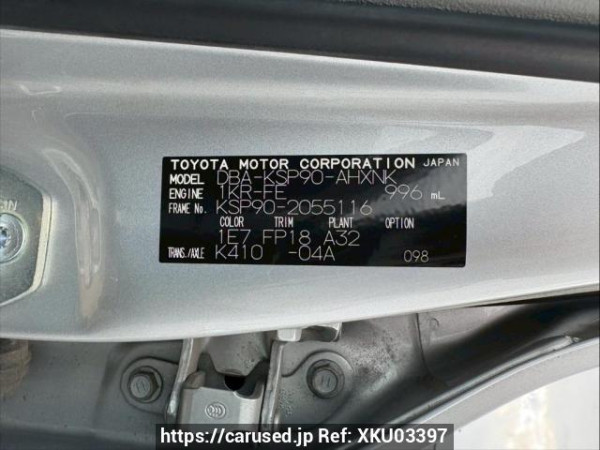 TOYOTA MOTOR CORPORATION JAPAN
MODEL DBA-KSP90-AHXNK
ENGINE 1KR-FE 996 mL
FRAME No. KSP90-2055116
COLOR TRIM PLANT OPTION
1E7 FP18 A32
TRANS./AXLE K410 -04A 098
https://carused.jp Ref: XKU03397